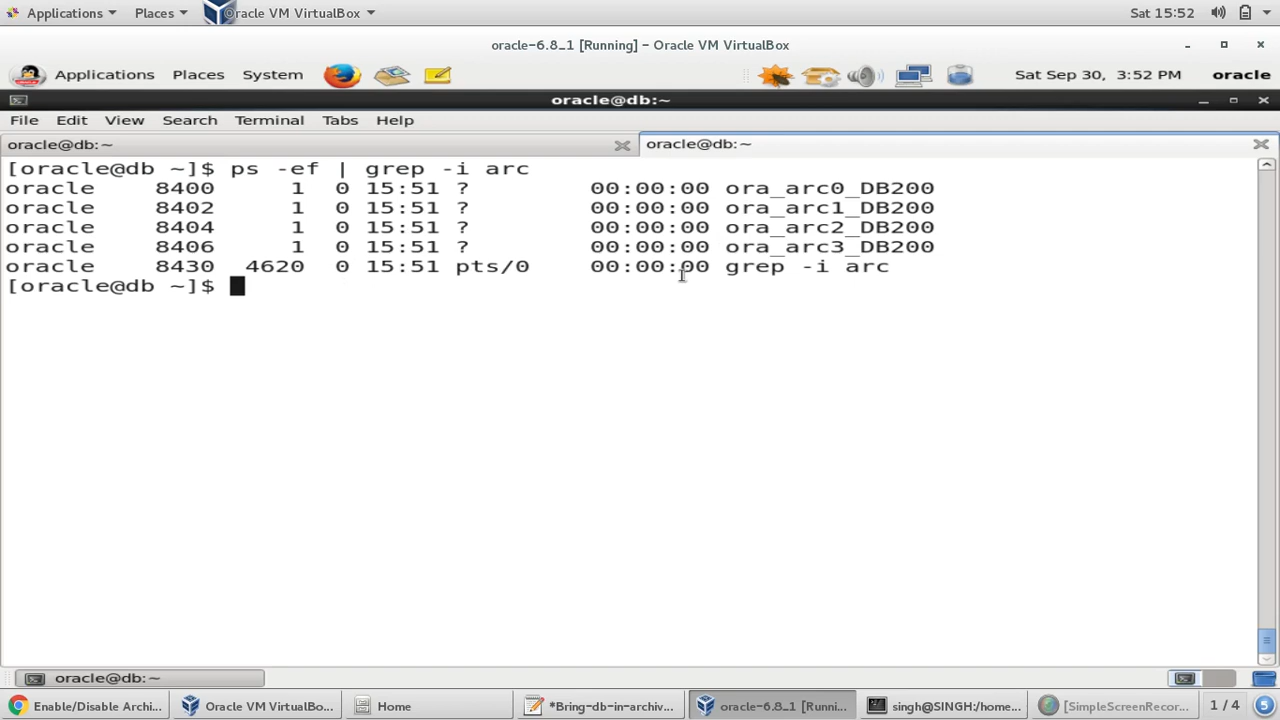 Applications Places Oracle VM VirtualBox Sat 15:52
oracle-6.8_1 [Running] – Oracle VM VirtualBox
Applications Places System Sat Sep 30, 3:52 PM oracle
oracle@db:~
File Edit View Search Terminal Tabs Help
oracle@db:~ oracle@db:~
[oracle@db ~]$ ps -ef | grep -i arc
oracle 8400 1 0 15:51 ? 00:00:00 ora_arc0_DB200
oracle 8402 1 0 15:51 ? 00:00:00 ora_arc1_DB200
oracle 8404 1 0 15:51 ? 00:00:00 ora_arc2_DB200
oracle 8406 1 0 15:51 ? 00:00:00 ora_arc3_DB200
oracle 8430 4620 0 15:51 pts/0 00:00:00 grep -i arc
[oracle@db ~]$
oracle@db:~
Enable/Disable Archi... Oracle VM VirtualBo... Home *Bring-db-in-archiv... oracle-6.8_1 [Runni... singh@SINGH:/home... [SimpleScreenRecor... 1 / 4 5